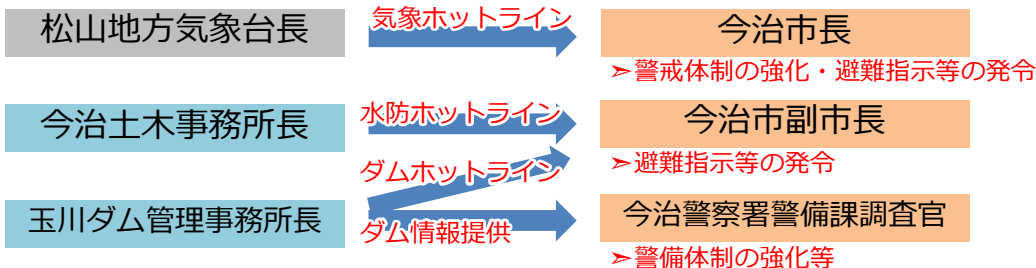 松山地方気象台長
気象ホットライン
今治市長
➣警戒体制の強化・避難指示等の発令
今治土木事務所長
水防ホットライン
今治市副市長
➣避難指示等の発令
ダムホットライン
玉川ダム管理事務所長
ダム情報提供
今治警察署警備課調査官
➣警備体制の強化等